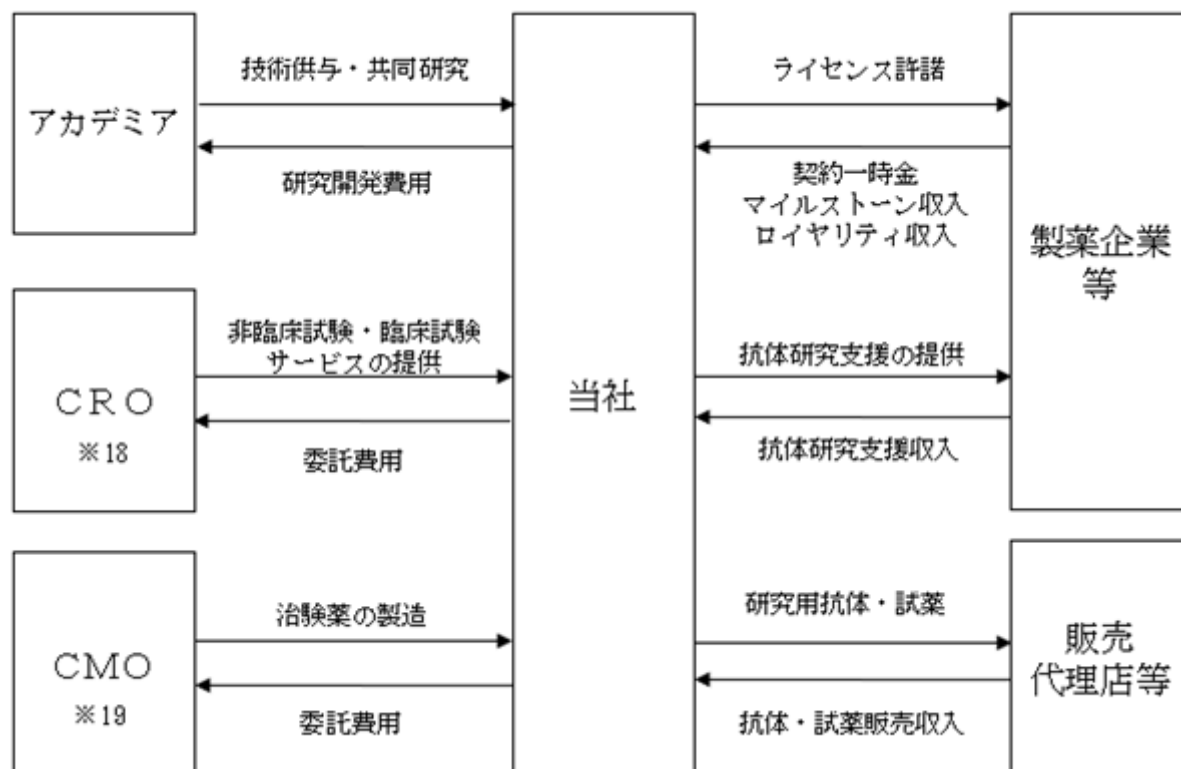 技術供与・共同研究
アカデミア
研究開発費用
非臨床試験・臨床試験
サービスの提供
ＣＲＯ
※18
委託費用
治験薬の製造
ＣＭＯ
※19
委託費用
当社
ライセンス許諾
契約一時金
マイルストーン収入
ロイヤリティ収入
製薬企業
等
抗体研究支援の提供
抗体研究支援収入
研究用抗体・試薬
販売
代理店等
抗体・試薬販売収入